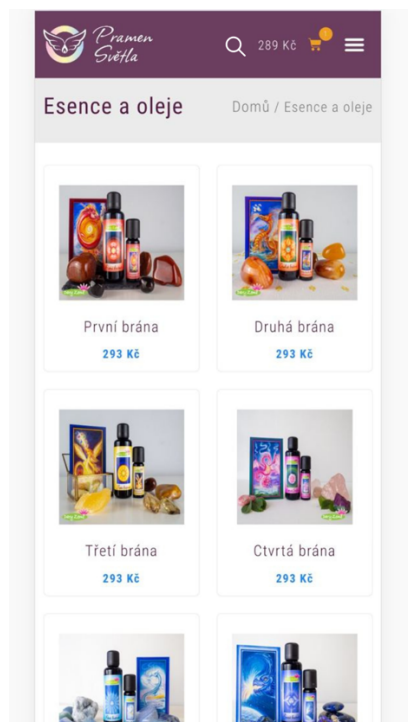 Pramen
Světla
289 Kč
1
Esence a oleje
Domů / Esence a oleje
První brána
Druhá brána
293 Kč
293 Kč
Třetí brána
Ctvrtá brána
293 Kč
293 Kč